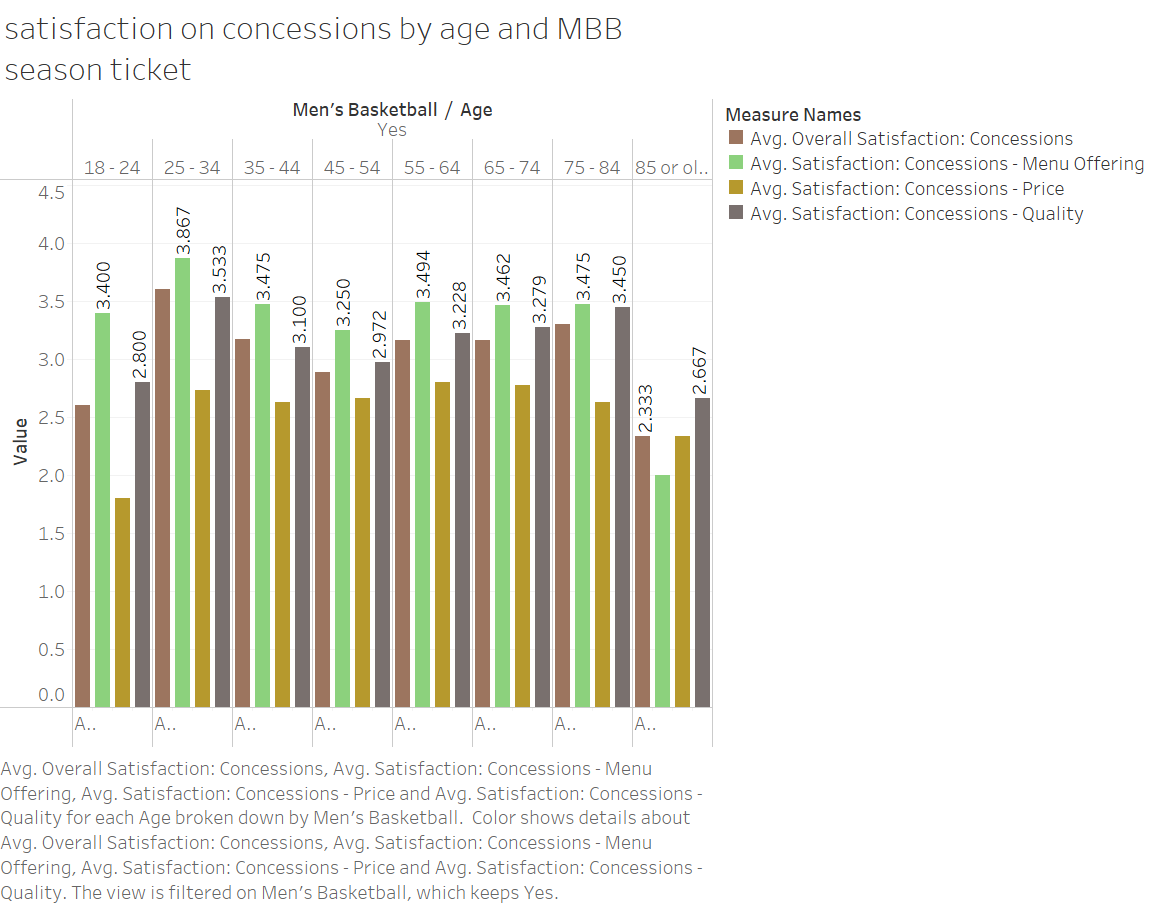 satisfaction on concessions by age and MBB
season ticket
Men's Basketball / Age
Yes
18 - 24 25 - 34 35 - 44 45 - 54 55 - 64 65 - 74 75 - 84 85 or ol..
Measure Names
Avg. Overall Satisfaction: Concessions
Avg. Satisfaction: Concessions - Menu Offering
Avg. Satisfaction: Concessions - Price
Avg. Satisfaction: Concessions - Quality
Value
4.5
4.0
3.5
3.0
2.5
2.0
1.5
1.0
0.5
0.0
3.400
2.800
3.867
3.533
3.475
3.100
3.250
2.972
3.494
3.228
3.462
3.279
3.475
3.450
2.333
2.667
A.. A.. A.. A.. A.. A.. A.. A..
Avg. Overall Satisfaction: Concessions, Avg. Satisfaction: Concessions - Menu
Offering, Avg. Satisfaction: Concessions - Price and Avg. Satisfaction: Concessions -
Quality for each Age broken down by Men's Basketball. Color shows details about
Avg. Overall Satisfaction: Concessions, Avg. Satisfaction: Concessions - Menu
Offering, Avg. Satisfaction: Concessions - Price and Avg. Satisfaction: Concessions -
Quality. The view is filtered on Men's Basketball, which keeps Yes.